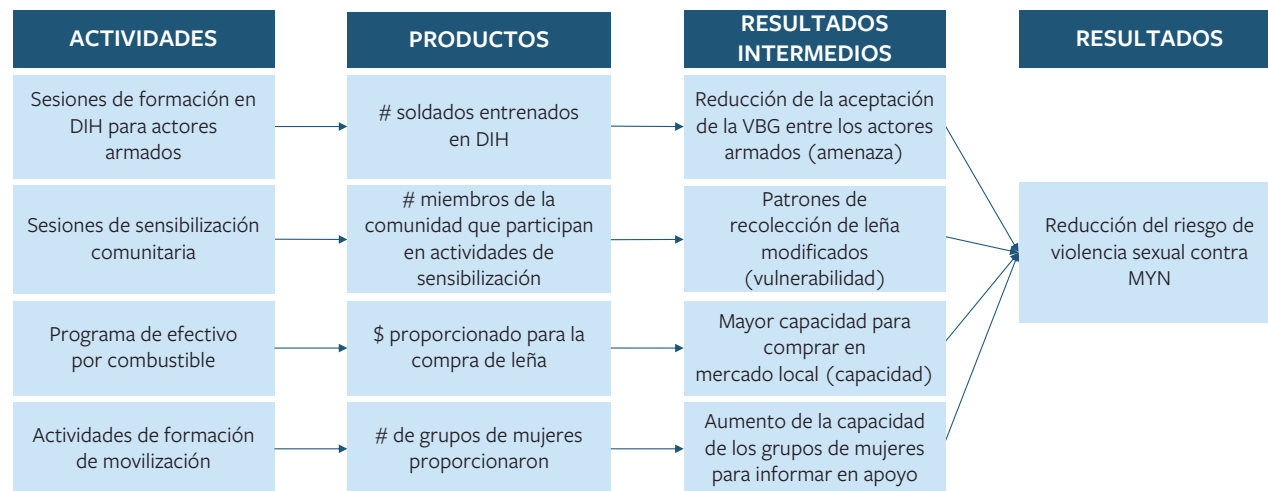 ACTIVIDADES
PRODUCTOS
RESULTADOS
INTERMEDIOS
RESULTADOS
Sesiones de formación en
DIH para actores
armados
# soldados entrenados
en DIH
Reducción de la aceptación
de la VBG entre los actores
armados (amenaza)
Sesiones de sensibilización
comunitaria
# miembros de la
comunidad que participan
en actividades de
sensibilización
Patrones de
recolección de leña
modificados
(vulnerabilidad)
Reducción del riesgo de
violencia sexual contra
MYN
Programa de efectivo
por combustible
$ proporcionado para la
compra de leña
Mayor capacidad para
comprar en
mercado local (capacidad)
Actividades de formación
de movilización
# de grupos de mujeres
proporcionaron
Aumento de la capacidad
de los grupos de mujeres
para informar en apoyo